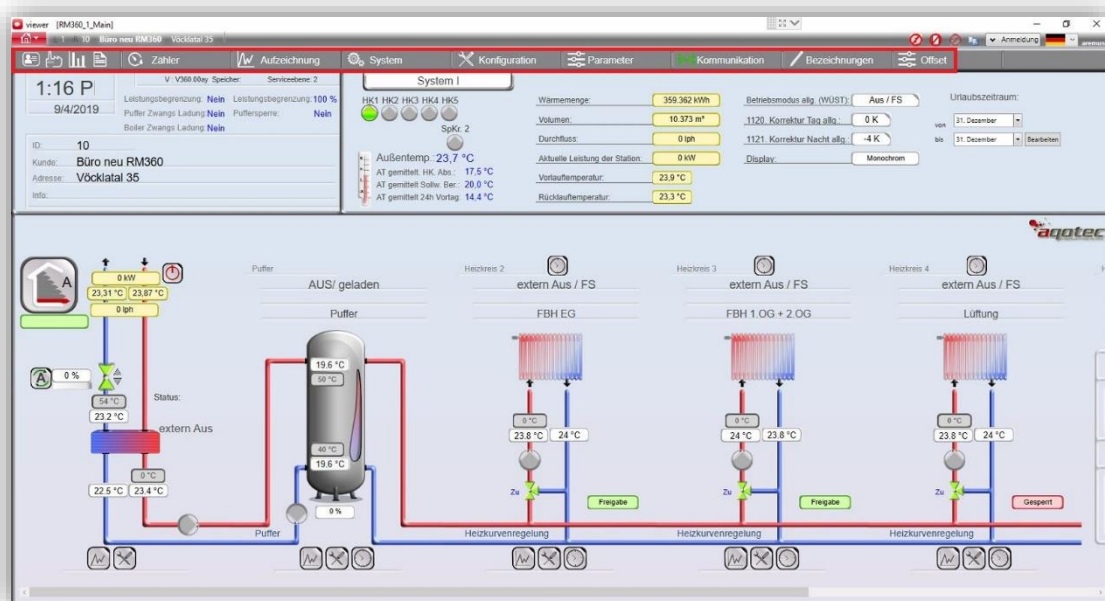 viewer [RM360_1_Main]
1 10 Büro neu RM360 Vöcklatal 35
Anmeldung
Zähler Aufzeichnung System Konfiguration Parameter Kommunikation Bezeichnungen Offset
1:16 P
9/4/2019
V : V360.00ay Speicher: Serviceebene: 2
Leistungsbegrenzung: Nein Leistungsbegrenzung: 100 %
Puffer Zwangs Ladung: Nein Puffersperre: Nein
Boiler Zwangs Ladung: Nein
ID: 10
Kunde: Büro neu RM360
Adresse: Vöcklatal 35
Info:
System I
HK1 HK2 HK3 HK4 HK5
SpKr. 2
Außentemp.: 23,7 °C
AT gemittelt. HK. Abs.: 17,5 °C
AT gemittelt Sollw. Ber.: 20,0 °C
AT gemittelt 24h Vortag: 14,4 °C
Wärmemenge: 359.362 kWh
Volumen: 10.373 m³
Durchfluss: 0 lph
Aktuelle Leistung der Station: 0 kW
Vorlauftemperatur: 23,9 °C
Rücklauftemperatur: 23,3 °C
Betriebsmodus allg. (WÜST): Aus / FS
1120. Korrektur Tag allg.: 0 K
1121. Korrektur Nacht allg.: -4 K
Display: Monochrom
Urlaubszeitraum:
von 31. Dezember
bis 31. Dezember Bearbeiten
aqotec
A
0 kW
23,31 °C 23,87 °C
0 lph
A 0 %
54 °C
23.2 °C
Status:
extern Aus
0 °C
22.5 °C 23.4 °C
Puffer
AUS/ geladen
Puffer
19.6 °C
50 °C
40 °C
19.6 °C
0 %
Puffer
Heizkreis 2
extern Aus / FS
FBH EG
0 °C
23.8 °C 24 °C
Zu
Freigabe
Heizkurvenregelung
Heizkreis 3
extern Aus / FS
FBH 1.OG + 2.OG
0 °C
24 °C 23.8 °C
Zu
Freigabe
Heizkurvenregelung
Heizkreis 4
extern Aus / FS
Lüftung
0 °C
23.8 °C 24 °C
Zu
Gesperrt
Heizkurvenregelung